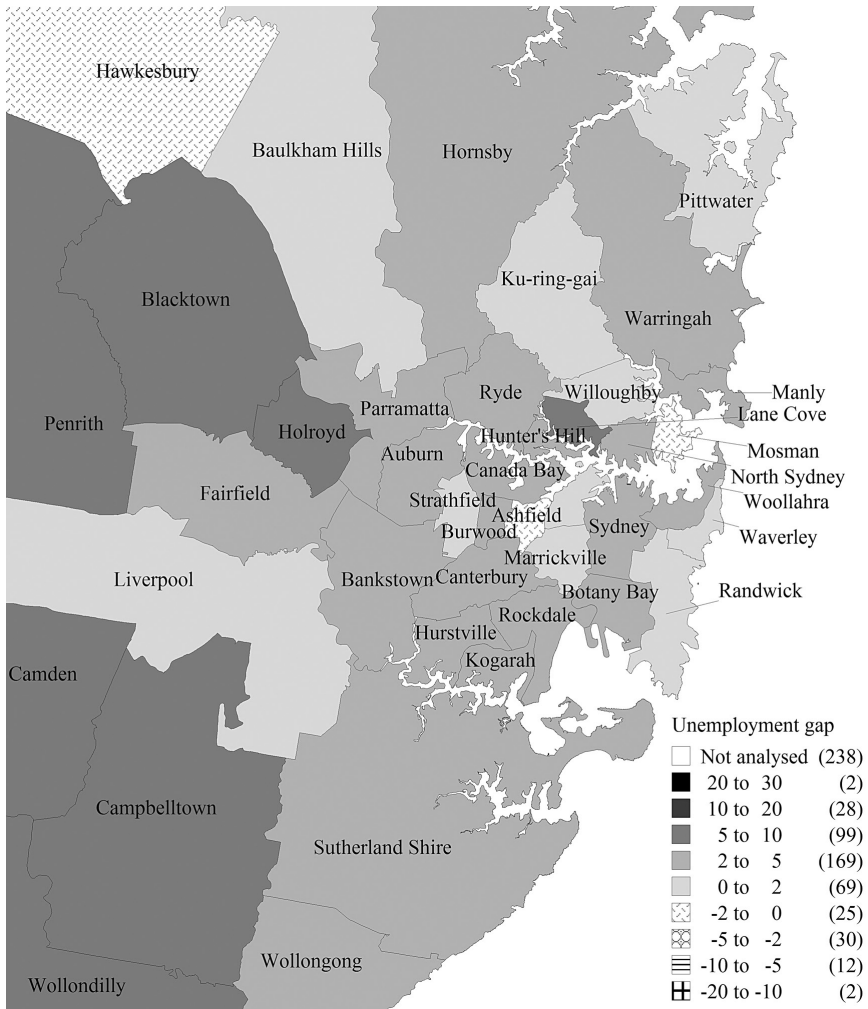 Hawkesbury
Baulkham Hills
Hornsby
Pittwater
Ku-ring-gai
Blacktown
Warringah
Willoughby
Manly
Ryde
Parramatta
Lane Cove
Penrith
Holroyd
Hunter's Hill
Mosman
Auburn
Canada Bay
North Sydney
Fairfield
Strathfield
Woollahra
Ashfield
Sydney
Burwood
Waverley
Marrickville
Liverpool
Bankstown
Canterbury
Botany Bay
Randwick
Rockdale
Hurstville
Kogarah
Camden
Campbelltown
Sutherland Shire
Wollongong
Wollondilly
Unemployment gap
Not analysed (238)
20 to 30 (2)
10 to 20 (28)
5 to 10 (99)
2 to 5 (169)
0 to 2 (69)
-2 to 0 (25)
-5 to -2 (30)
-10 to -5 (12)
-20 to -10 (2)